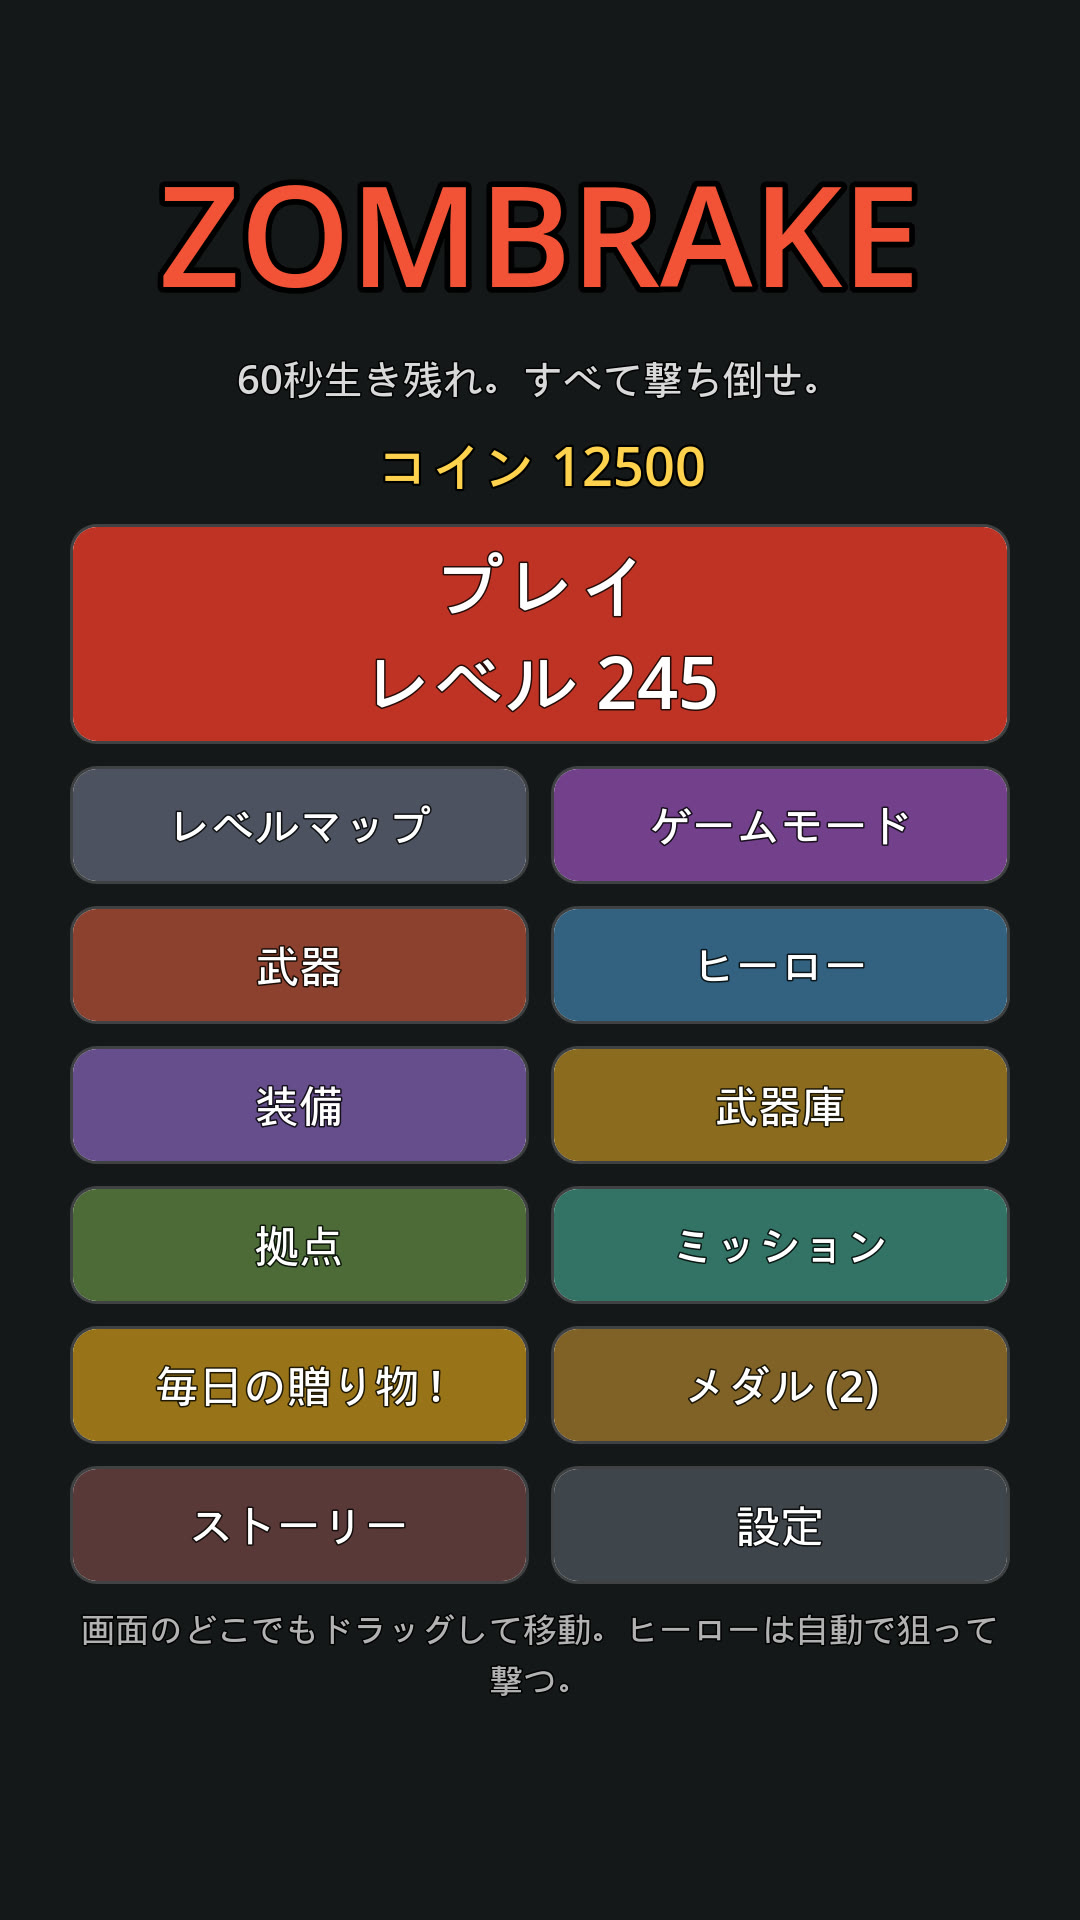 ZOMBRAKE
60秒生き残れ。すべて撃ち倒せ。
コイン 12500
プレイ
レベル 245
レベルマップ
ゲームモード
武器
ヒーロー
装備
武器庫
拠点
ミッション
毎日の贈り物！
メダル (2)
ストーリー
設定
画面のどこでもドラッグして移動。ヒーローは自動で狙って
撃つ。